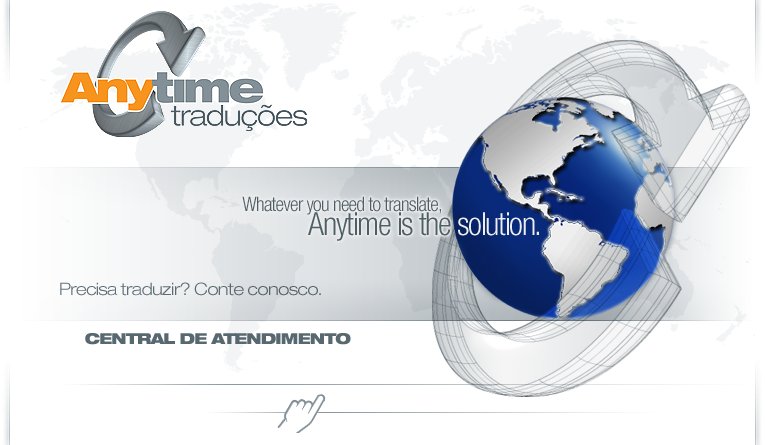 Anytime
traduções
Whatever you need to translate,
Anytime is the solution.
Precisa traduzir? Conte conosco.
CENTRAL DE ATENDIMENTO